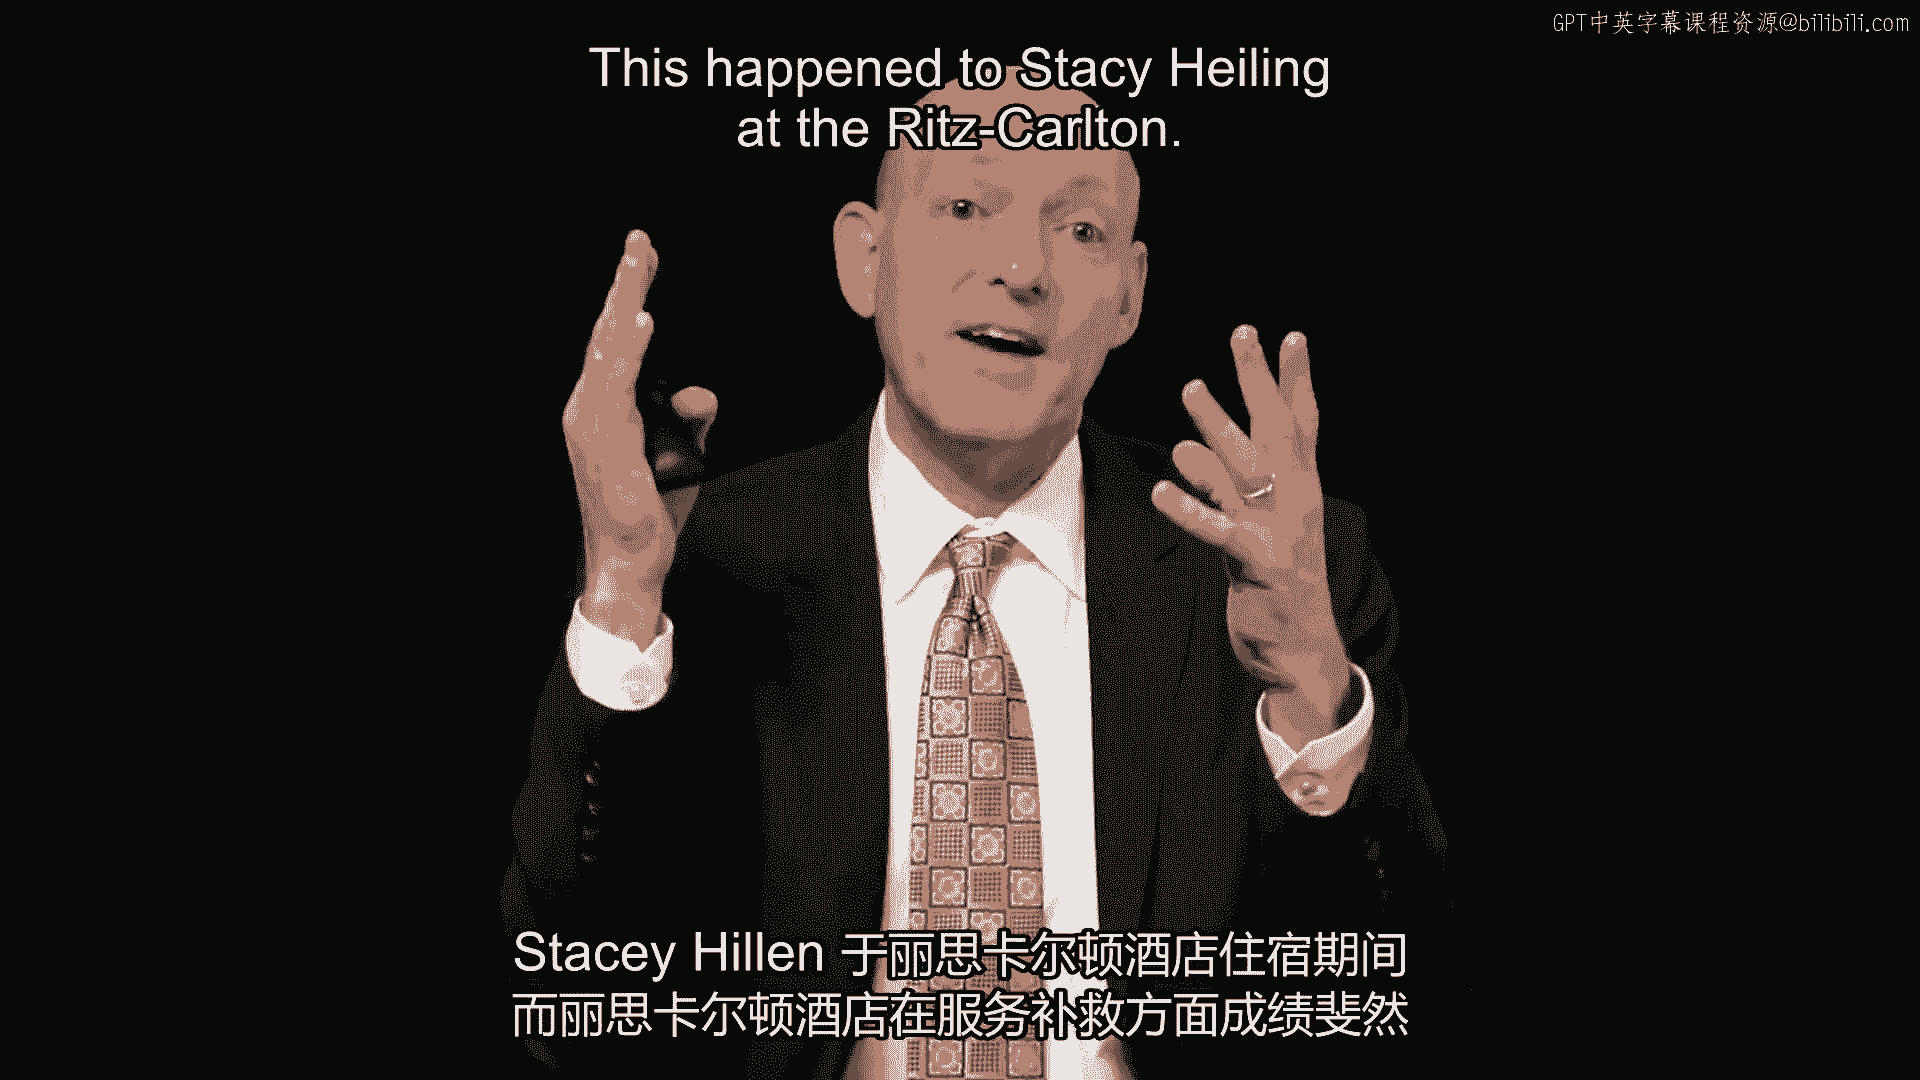 GPT中英字幕课程资源@bilibili.com
This happened to Stacy Heiling
at the Ritz-Carlton.
Stacey Hillen 于丽思卡尔顿酒店住宿期间
而丽思卡尔顿酒店在服务补救方面成绩斐然